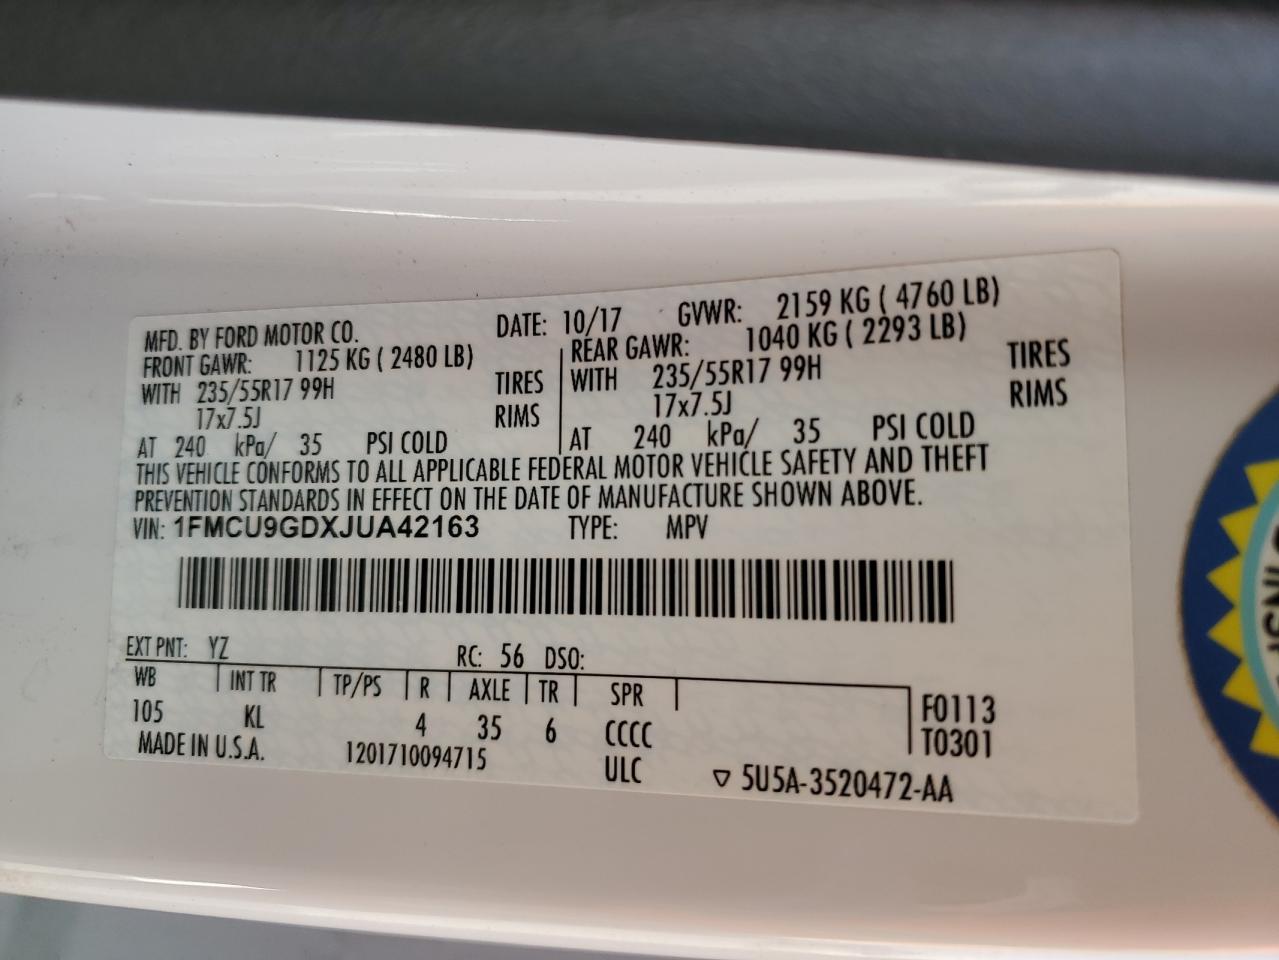 MFD. BY FORD MOTOR CO. DATE: 10/17 GVWR: 2159 KG ( 4760 LB)
FRONT GAWR: 1125 KG ( 2480 LB) REAR GAWR: 1040 KG ( 2293 LB)
WITH 235/55R17 99H TIRES WITH 235/55R17 99H TIRES
17x7.5J RIMS 17x7.5J RIMS
AT 240 kPa/ 35 PSI COLD AT 240 kPa/ 35 PSI COLD
THIS VEHICLE CONFORMS TO ALL APPLICABLE FEDERAL MOTOR VEHICLE SAFETY AND THEFT
PREVENTION STANDARDS IN EFFECT ON THE DATE OF MANUFACTURE SHOWN ABOVE.
VIN: 1FMCU9GDXJUA42163 TYPE: MPV
EXT PNT: YZ RC: 56 DSO:
WB INT TR TP/PS R AXLE TR SPR F0113
105 KL 4 35 6 CCCC T0301
MADE IN U.S.A. 1201710094715 ULC 5U5A-3520472-AA